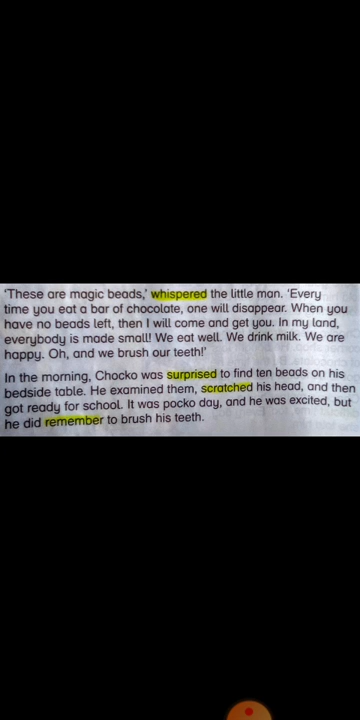 ‘These are magic beads,’ whispered the little man. ‘Every
time you eat a bar of chocolate, one will disappear. When you
have no beads left, then I will come and get you. In my land,
everybody is made small! We eat well. We drink milk. We are
happy. Oh, and we brush our teeth!’
In the morning, Chocko was surprised to find ten beads on his
bedside table. He examined them, scratched his head, and then
got ready for school. It was pocko day, and he was excited, but
he did remember to brush his teeth.